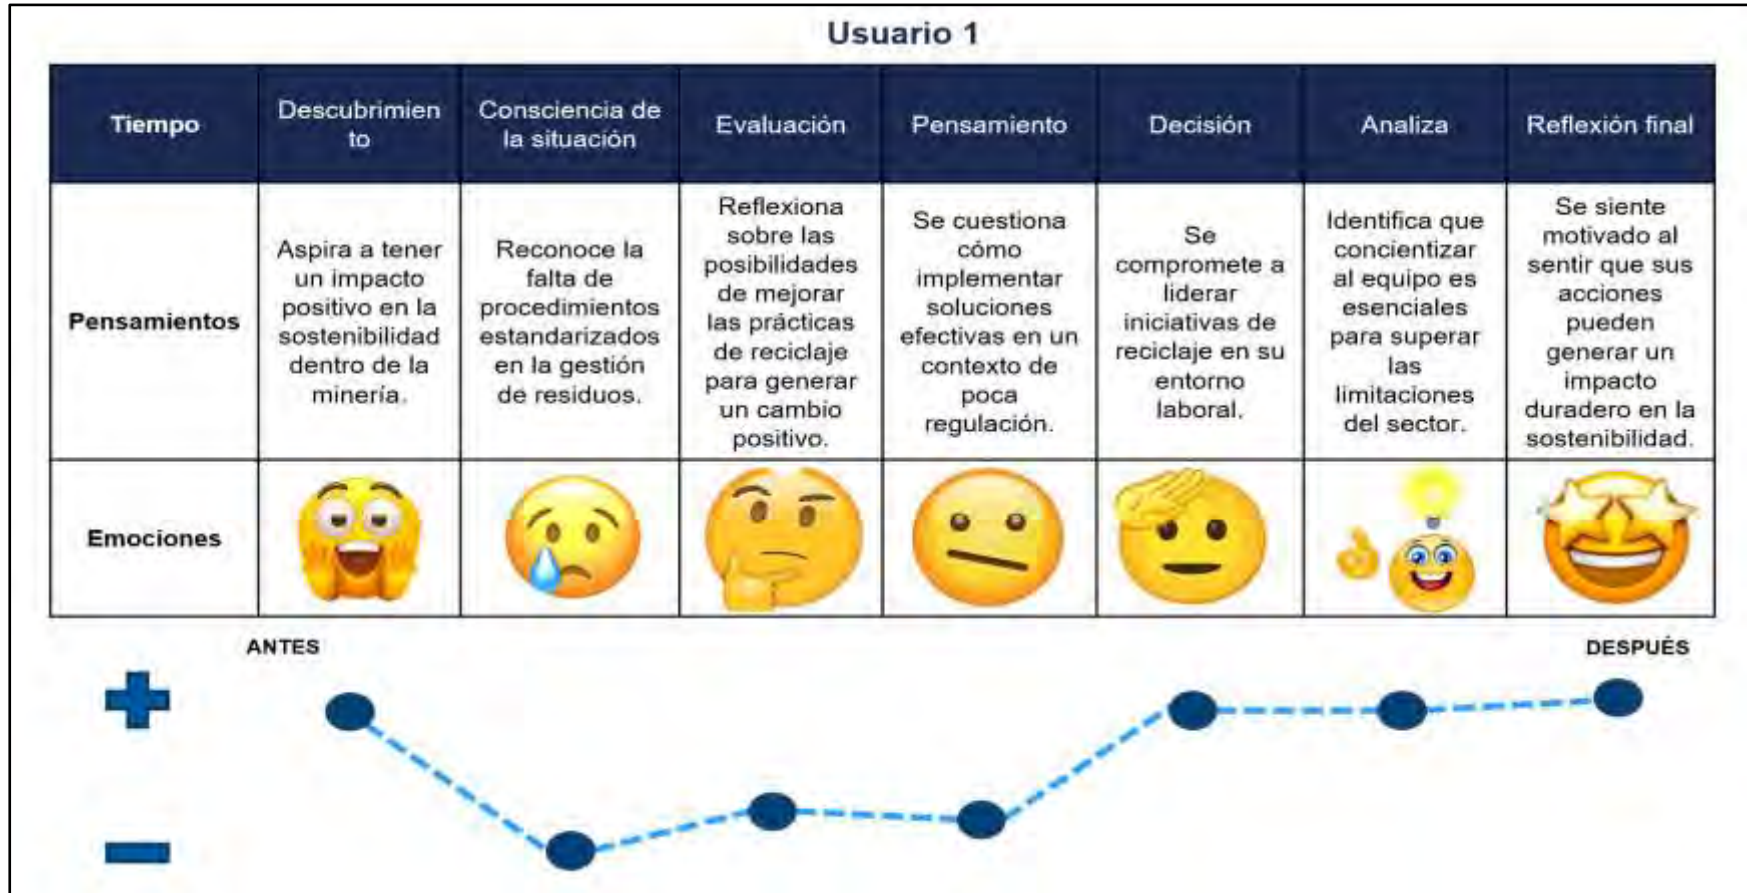 Usuario 1
Tiempo
Descubrimien
to
Consciencia de
la situación
Evaluación
Pensamiento
Decisión
Analiza
Reflexión final
Pensamientos
Aspira a tener
un impacto
positivo en la
sostenibilidad
dentro de la
minería.
Reconoce la
falta de
procedimientos
estandarizados
en la gestión
de residuos.
Reflexiona
sobre las
posibilidades
de mejorar
las prácticas
de reciclaje
para generar
un cambio
positivo.
Se cuestiona
cómo
implementar
soluciones
efectivas en un
contexto de
poca
regulación.
Se
compromete a
liderar
iniciativas de
reciclaje en su
entorno
laboral.
Identifica que
concientizar
al equipo es
esenciales
para superar
las
limitaciones
del sector.
Se siente
motivado al
sentir que sus
acciones
pueden
generar un
impacto
duradero en la
sostenibilidad.
Emociones
ANTES
DESPUÉS